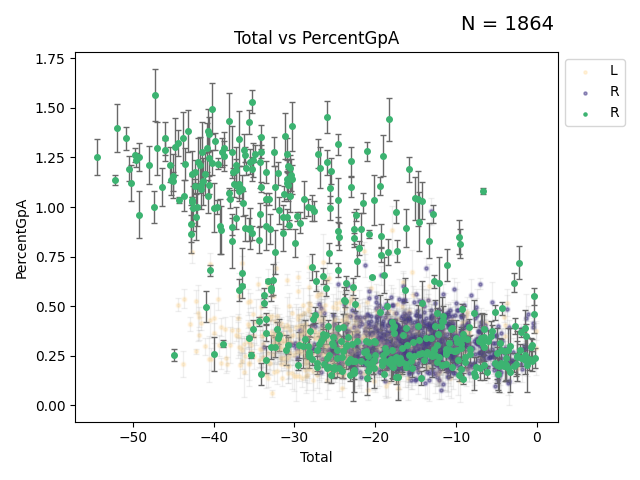 N = 1864
Total vs PercentGpA
L
R
R
PercentGpA
1.75
1.50
1.25
1.00
0.75
0.50
0.25
0.00
−50 −40 −30 −20 −10 0
Total